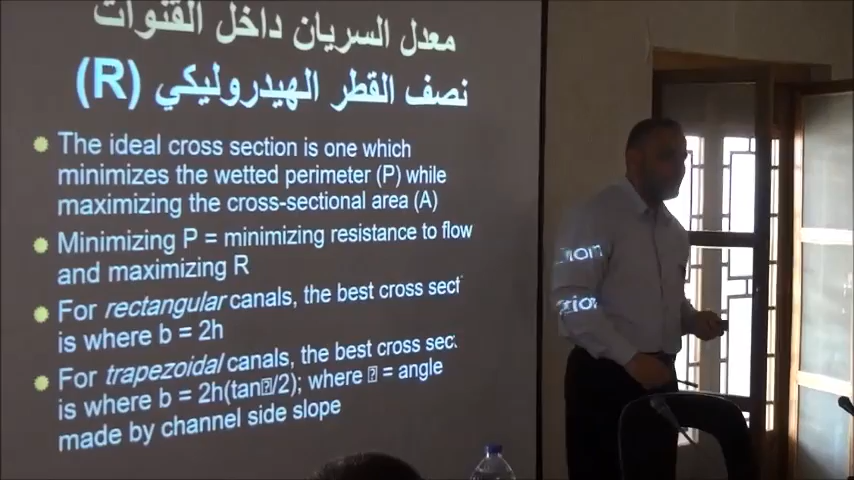 معدل السريان داخل القنوات
نصف القطر الهيدروليكي (R)
The ideal cross section is one which
minimizes the wetted perimeter (P) while
maximizing the cross-sectional area (A)
Minimizing P = minimizing resistance to flow
and maximizing R
For rectangular canals, the best cross sect
is where b = 2h
For trapezoidal canals, the best cross sec
is where b = 2h(tan/2); where = angle
made by channel side slope
ion
tion